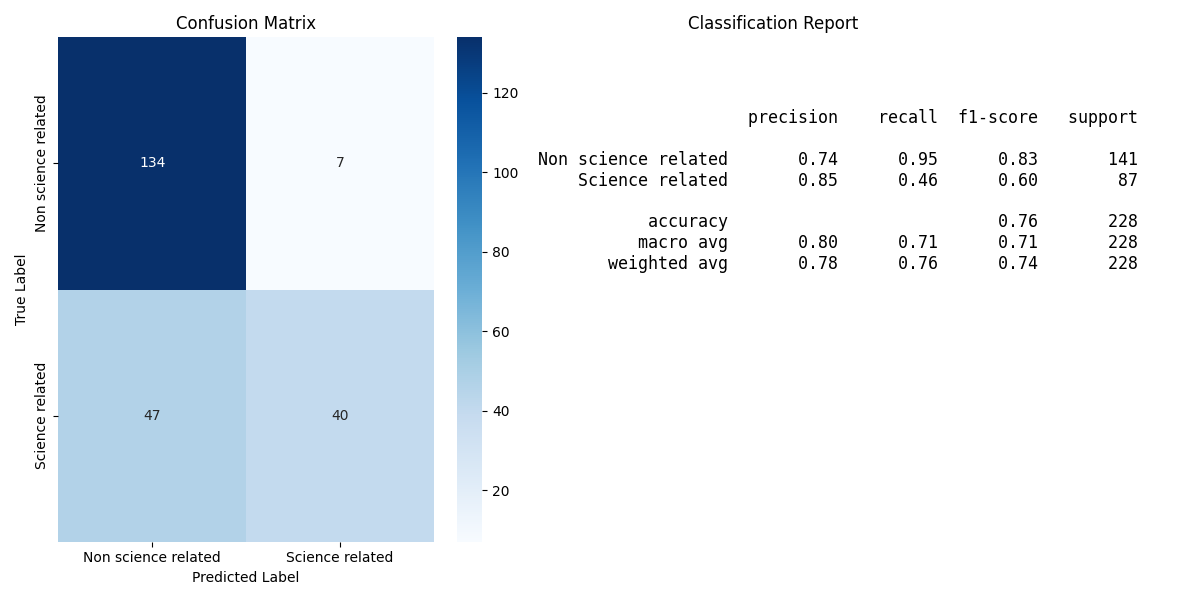 Confusion Matrix
Non science related
Science related
True Label
134
7
47
40
Non science related
Science related
Predicted Label
120
100
80
60
40
20
Classification Report
precision recall f1-score support
Non science related 0.74 0.95 0.83 141
Science related 0.85 0.46 0.60 87
accuracy 0.76 228
macro avg 0.80 0.71 0.71 228
weighted avg 0.78 0.76 0.74 228